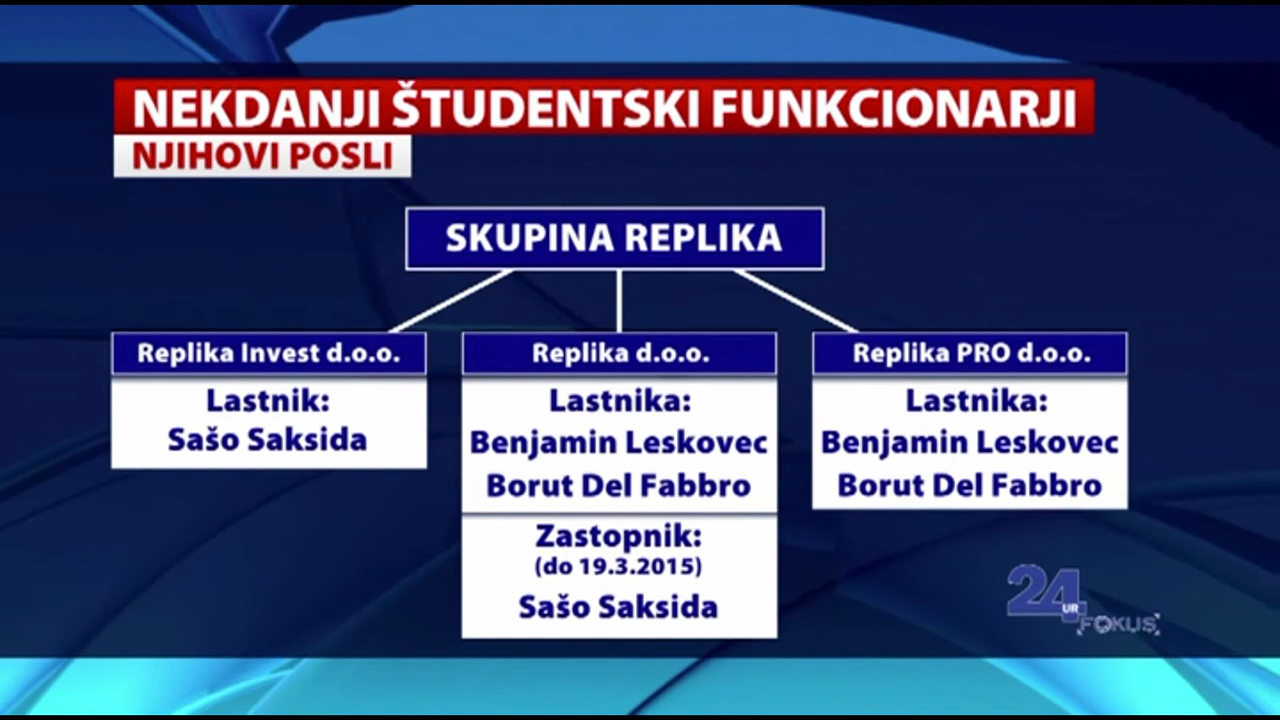 NEKDANJI ŠTUDENTSKI FUNKCIONARJI
NJIHOVI POSLI
SKUPINA REPLIKA
Replika Invest d.o.o.
Lastnik:
Sašo Saksida
Replika d.o.o.
Lastnika:
Benjamin Leskovec
Borut Del Fabbro
Zastopnik:
(do 19.3.2015)
Sašo Saksida
Replika PRO d.o.o.
Lastnika:
Benjamin Leskovec
Borut Del Fabbro
24UR
FOKUS